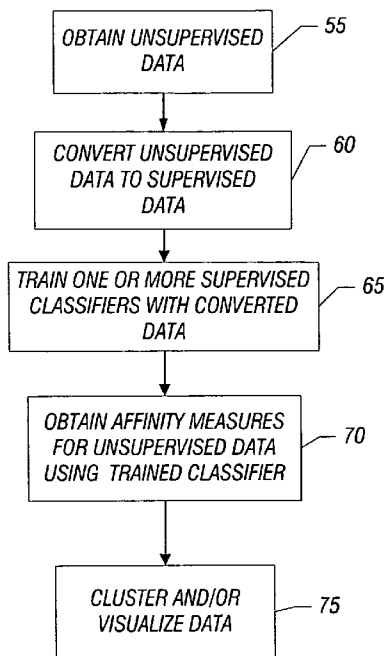 OBTAIN UNSUPERVISED
DATA
55
CONVERT UNSUPERVISED
DATA TO SUPERVISED
DATA
60
TRAIN ONE OR MORE SUPERVISED
CLASSIFIERS WITH CONVERTED
DATA
65
OBTAIN AFFINITY MEASURES
FOR UNSUPERVISED DATA
USING TRAINED CLASSIFIER
70
CLUSTER AND/OR
VISUALIZE DATA
75